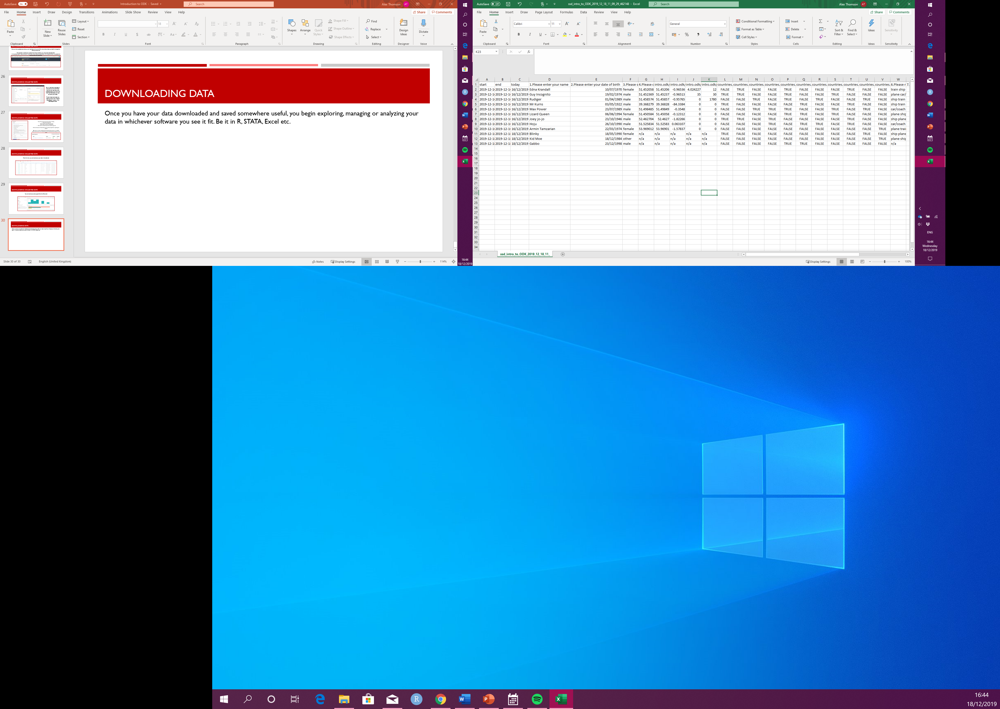 AutoSave On
Introduction to ODK - Saved
Search
Alex Thomson AT
File Home Insert Draw Design Transitions Animations Slide Show Review View Help
Share Comments
Paste
Clipboard
New Slide
Reuse Slides
Layout
Reset
Section
Slides
18
Font
Paragraph
Shapes
Arrange
Quick Styles
Shape Fill
Shape Outline
Shape Effects
Drawing
Find
Replace
Select
Editing
Design Ideas
Designer
Dictate
Voice
26
DOWNLOADING COLLECTED DATA
27
DOWNLOADING COLLECTED DATA
28
DOWNLOADING COLLECTED DATA
29
DOWNLOADING COLLECTED DATA
30
DOWNLOADING DATA
DOWNLOADING DATA
Once you have your data downloaded and saved somewhere useful, you begin exploring, managing or analyzing your
data in whichever software you see it fit. Be it in R, STATA, Excel etc.
Slide 30 of 30
English (United Kingdom)
Notes
Display Settings
114%
16:44
18/12/2019
AutoSave Off
ssd_intro_to_ODK_2019_12_18_11_09_29_462148 - Excel
Search
Alex Thomson AT
File Home Insert Draw Page Layout Formulas Data Review View Help
Share Comments
Paste
Clipboard
Calibri 11
Font
Alignment
General
Number
Conditional Formatting
Format as Table
Cell Styles
Styles
Insert
Delete
Format
Cells
Sort & Filter
Find & Select
Editing
Ideas
Ideas
Sensitivity
Sensitivity
K23
A B C D E F G H I J K L M N O P Q R S T U V W
1 start end today 1.Please enter your name 2.Please enter your date of birth 3.Please s 4.Please c intro.odk/ intro.odk/ intro.odk/ intro.odk/ countries. countries. countries. countries. countries. countries. countries. countries. countries. countries. countries. 6.Please r 7.
2 2019-12-1 2019-12-1 16/12/2019 Edna Krandall 10/07/1970 female 51.452058 51.45206 -0.96536 4.024227 12 FALSE TRUE FALSE FALSE TRUE FALSE FALSE FALSE TRUE FALSE FALSE train ship
3 2019-12-1 2019-12-1 16/12/2019 Guy Incognito 19/02/1974 male 51.452369 51.45237 -0.96513 35 30 TRUE TRUE FALSE FALSE TRUE FALSE FALSE TRUE FALSE FALSE FALSE plane car/
4 2019-12-1 2019-12-1 16/12/2019 Rudiger 01/04/1989 male 51.458574 51.45857 -0.95765 0 1780 FALSE FALSE TRUE FALSE FALSE FALSE TRUE FALSE FALSE TRUE FALSE ship train
5 2019-12-1 2019-12-1 16/12/2019 Mr Kurns 03/05/1922 male 39.368279 39.36828 -84.3384 0 0 TRUE FALSE FALSE FALSE FALSE TRUE FALSE FALSE TRUE FALSE FALSE ship train
6 2019-12-1 2019-12-1 16/12/2019 Max Power 23/07/1989 male 51.498485 51.49849 -0.3548 0 0 FALSE FALSE TRUE TRUE TRUE FALSE FALSE FALSE FALSE FALSE FALSE car/coach
7 2019-12-1 2019-12-1 16/12/2019 Lizard Queen 06/06/1994 female 51.450584 51.45058 -0.12312 0 0 FALSE FALSE FALSE TRUE FALSE TRUE FALSE TRUE FALSE TRUE FALSE plane ship
8 2019-12-1 2019-12-1 16/12/2019 Joey jo-jo 23/10/1946 male 52.462704 52.4627 -1.82266 0 0 TRUE TRUE FALSE TRUE FALSE FALSE FALSE FALSE TRUE FALSE FALSE ship plane
9 2019-12-1 2019-12-1 16/12/2019 Hoju 26/10/1990 male 51.525834 51.52583 0.063107 0 0 FALSE FALSE TRUE FALSE FALSE TRUE TRUE FALSE FALSE FALSE FALSE car/coach
10 2019-12-1 2019-12-1 16/12/2019 Armin Tamzarian 22/03/1974 female 53.969012 53.96901 -1.57837 0 0 FALSE FALSE FALSE FALSE FALSE FALSE FALSE FALSE FALSE FALSE FALSE plane trai
11 2019-12-1 2019-12-1 18/12/2019 Blinky 18/05/1990 female n/a n/a n/a n/a n/a TRUE FALSE FALSE FALSE FALSE FALSE FALSE FALSE FALSE TRUE FALSE ship plane
12 2019-12-1 2019-12-1 18/12/2019 Kid Moe 18/12/1984 other n/a n/a n/a n/a n/a FALSE FALSE FALSE FALSE FALSE FALSE FALSE FALSE FALSE FALSE TRUE plane ship
13 2019-12-1 2019-12-1 18/12/2019 Gabbo 23/12/1998 male n/a n/a n/a n/a n/a FALSE FALSE FALSE FALSE TRUE TRUE FALSE FALSE FALSE FALSE FALSE n/a
14
15
16
17
18
19
20
21
22
23
24
25
26
27
28
29
30
31
32
33
34
ssd_intro_to_ODK_2019_12_18_11_
Display Settings
100%
ENG
16:44
Wednesday
18/12/2019
16:44
18/12/2019